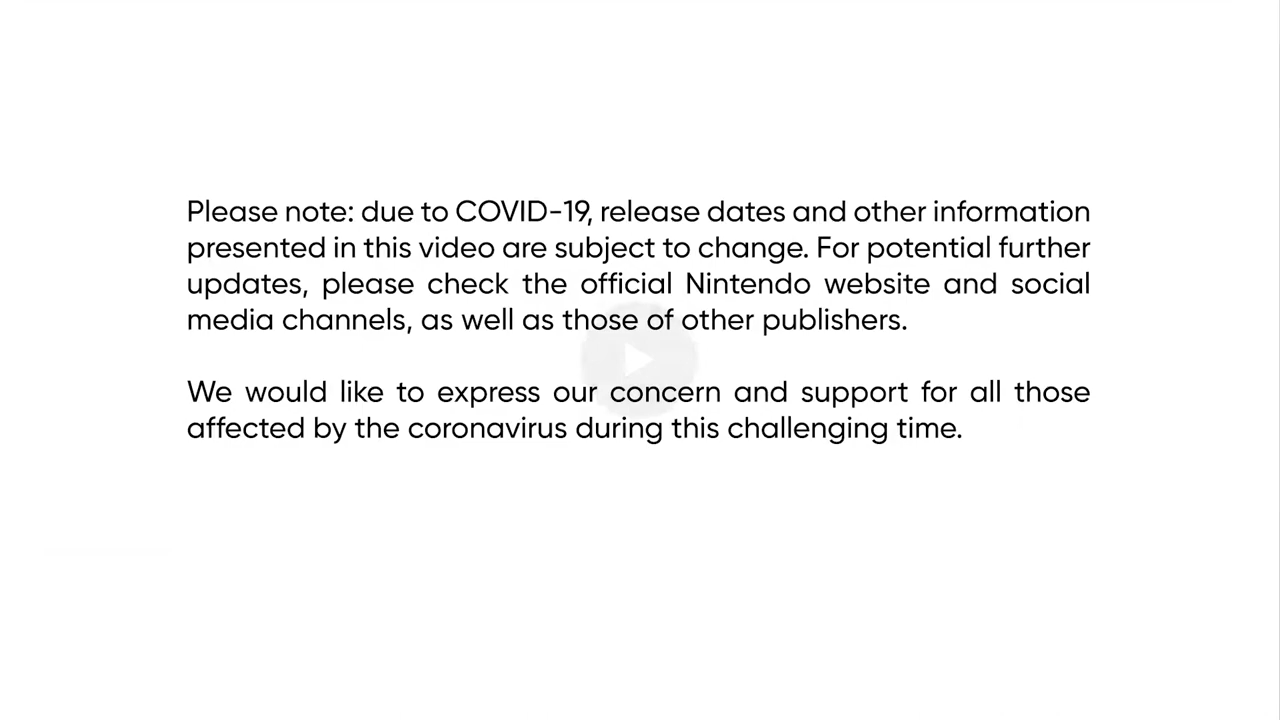 Please note: due to COVID-19, release dates and other information
presented in this video are subject to change. For potential further
updates, please check the official Nintendo website and social
media channels, as well as those of other publishers.
We would like to express our concern and support for all those
affected by the coronavirus during this challenging time.